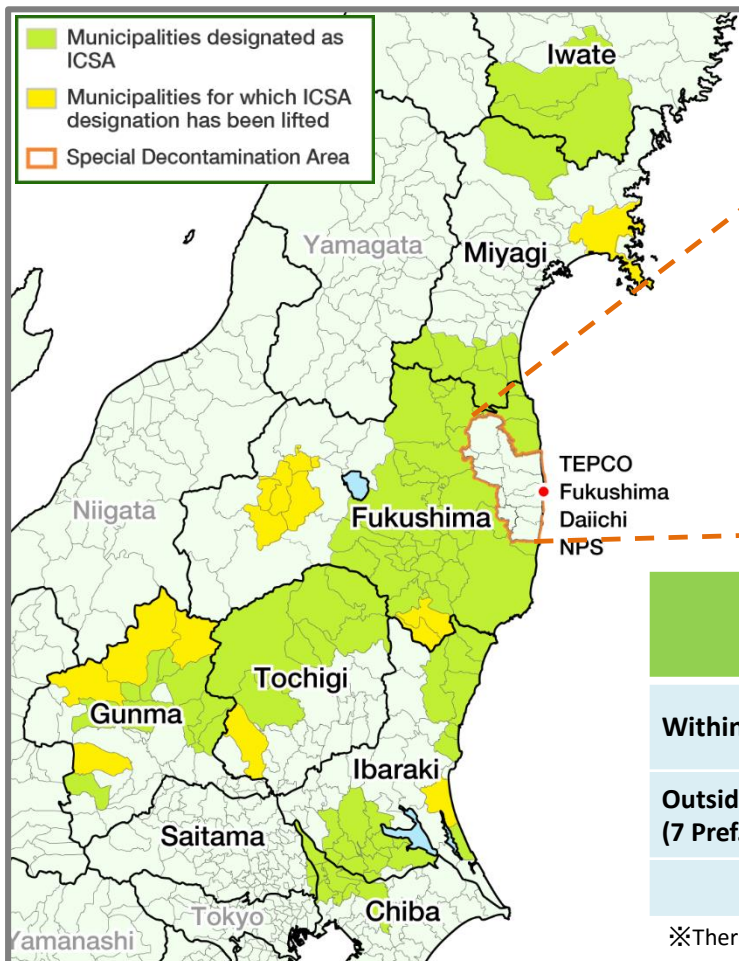 Municipalities designated as
ICSA
Municipalities for which ICSA
designation has been lifted
Special Decontamination Area
Iwate
Yamagata
Miyagi
TEPCO
Fukushima
Daiichi
NPS
Niigata
Fukushima
Tochigi
Gunma
Ibaraki
Saitama
Tokyo
Chiba
Yamanashi
Within
Outsid
(7 Pref.
※Ther